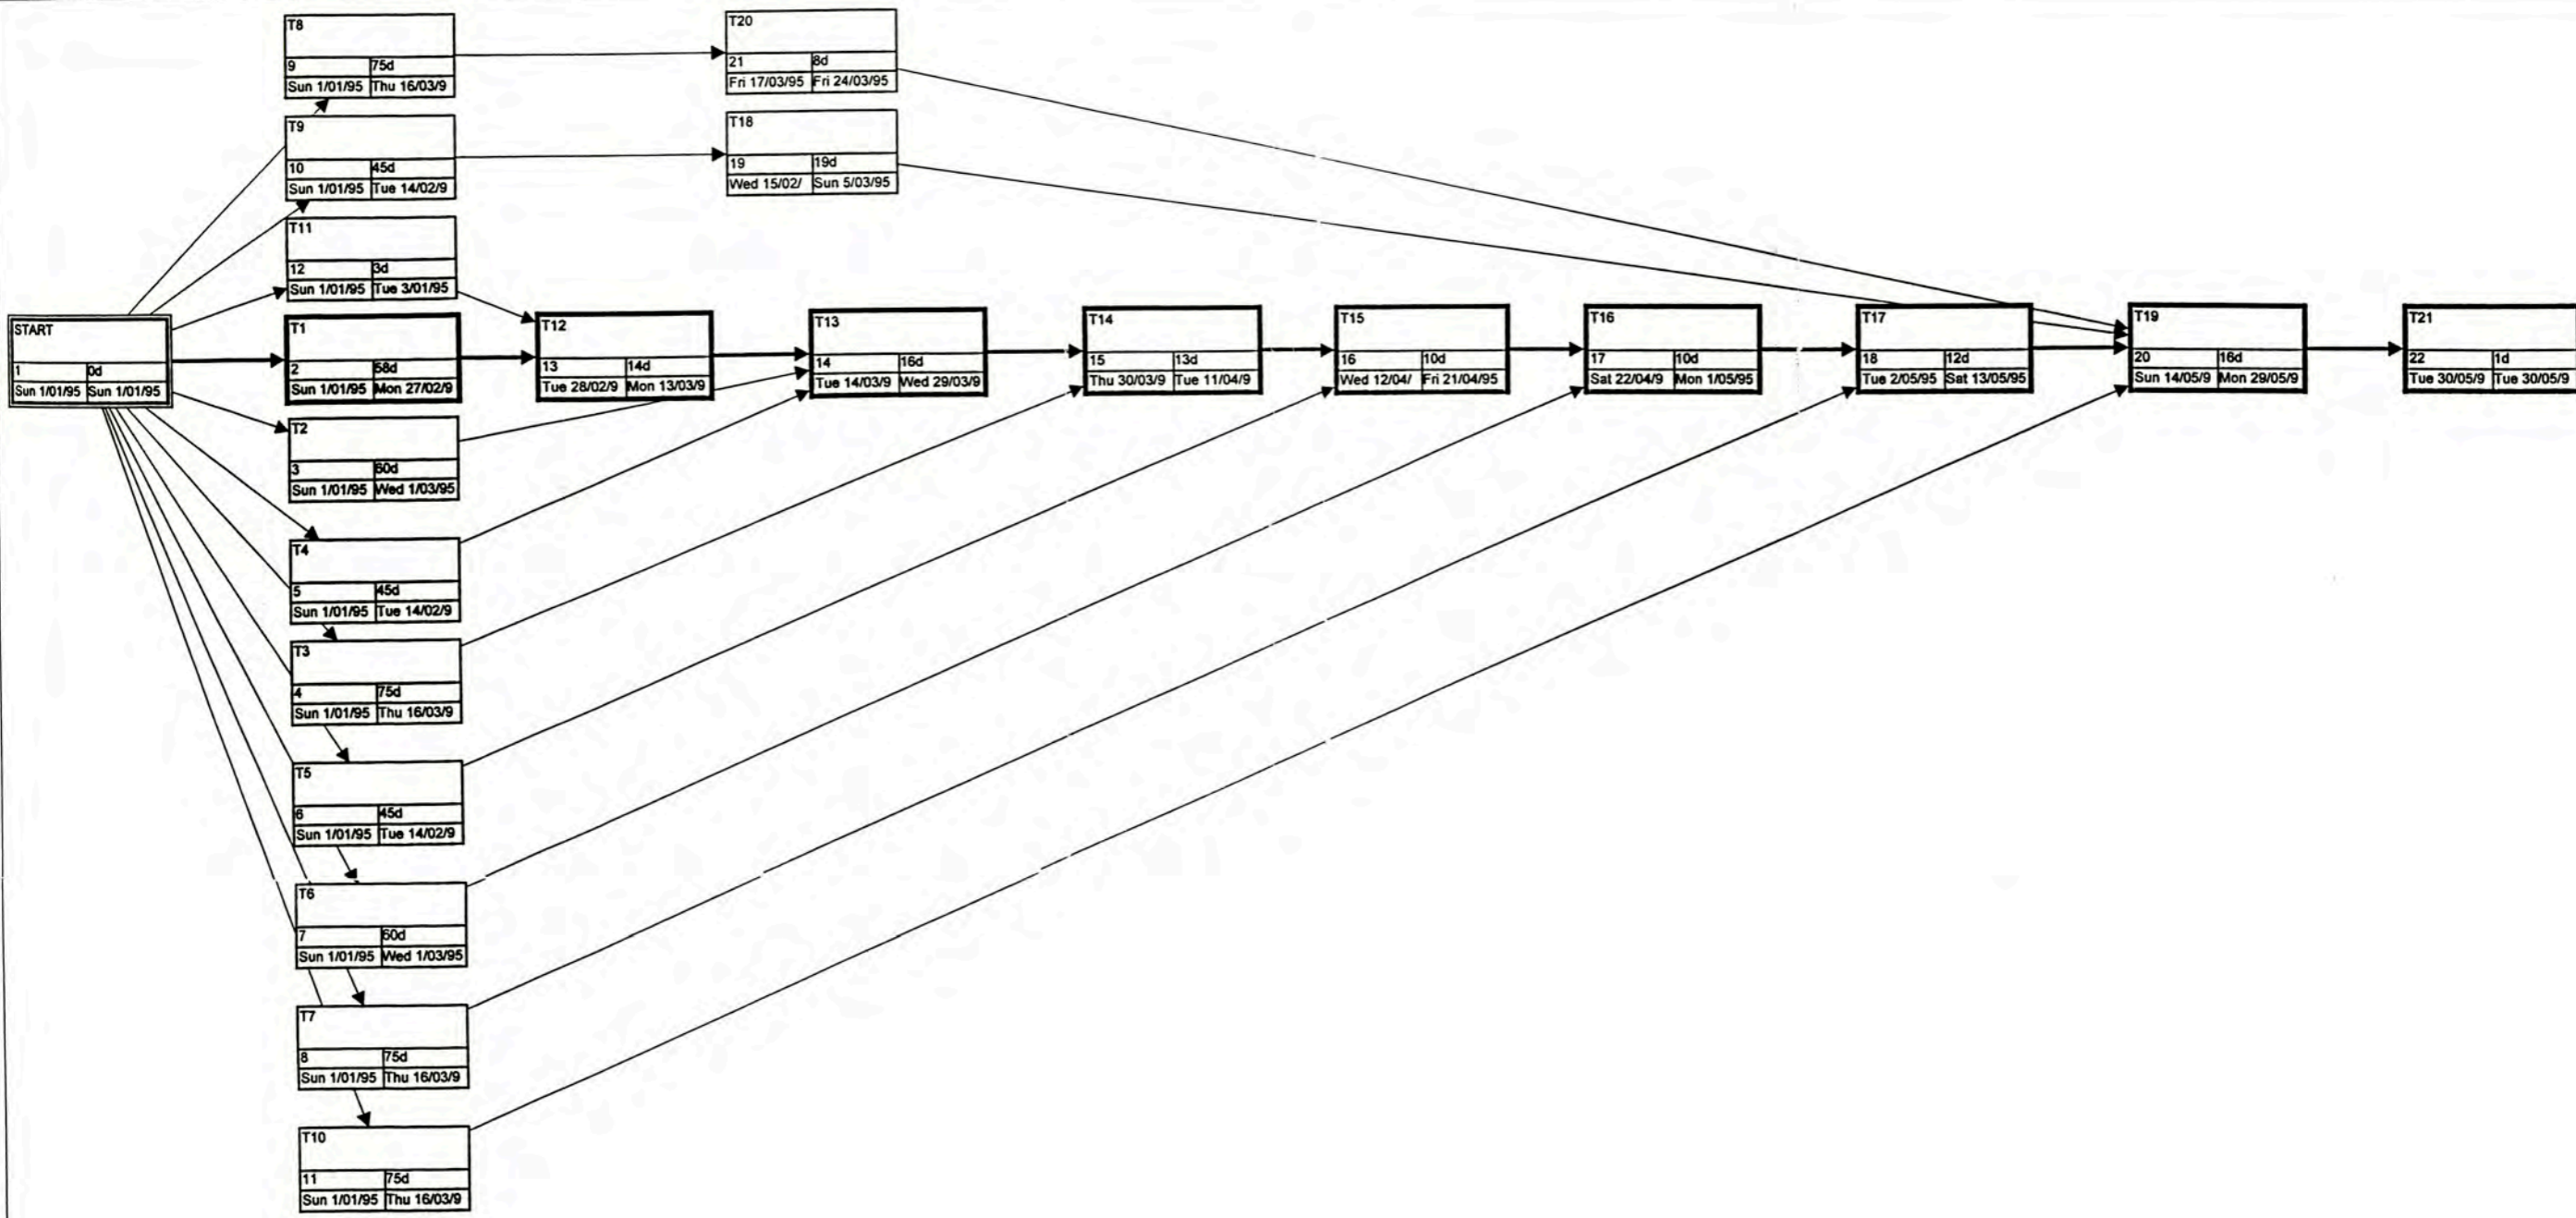 T8
9 75d
Sun 1/01/95 Thu 16/03/9
T20
21 8d
Fri 17/03/95 Fri 24/03/95
T9
10 45d
Sun 1/01/95 Tue 14/02/9
T18
19 19d
Wed 15/02/ Sun 5/03/95
T11
12 3d
Sun 1/01/95 Tue 3/01/95
START
1 0d
Sun 1/01/95 Sun 1/01/95
T1
2 58d
Sun 1/01/95 Mon 27/02/9
T12
13 14d
Tue 28/02/9 Mon 13/03/9
T13
14 16d
Tue 14/03/9 Wed 29/03/9
T14
15 13d
Thu 30/03/9 Tue 11/04/9
T15
16 10d
Wed 12/04/ Fri 21/04/95
T16
17 10d
Sat 22/04/9 Mon 1/05/95
T17
18 12d
Tue 2/05/95 Sat 13/05/95
T19
20 16d
Sun 14/05/9 Mon 29/05/9
T21
22 1d
Tue 30/05/9 Tue 30/05/9
T2
3 60d
Sun 1/01/95 Wed 1/03/95
T4
5 45d
Sun 1/01/95 Tue 14/02/9
T3
4 75d
Sun 1/01/95 Thu 16/03/9
T5
6 45d
Sun 1/01/95 Tue 14/02/9
T6
7 60d
Sun 1/01/95 Wed 1/03/95
T7
8 75d
Sun 1/01/95 Thu 16/03/9
T10
11 75d
Sun 1/01/95 Thu 16/03/9